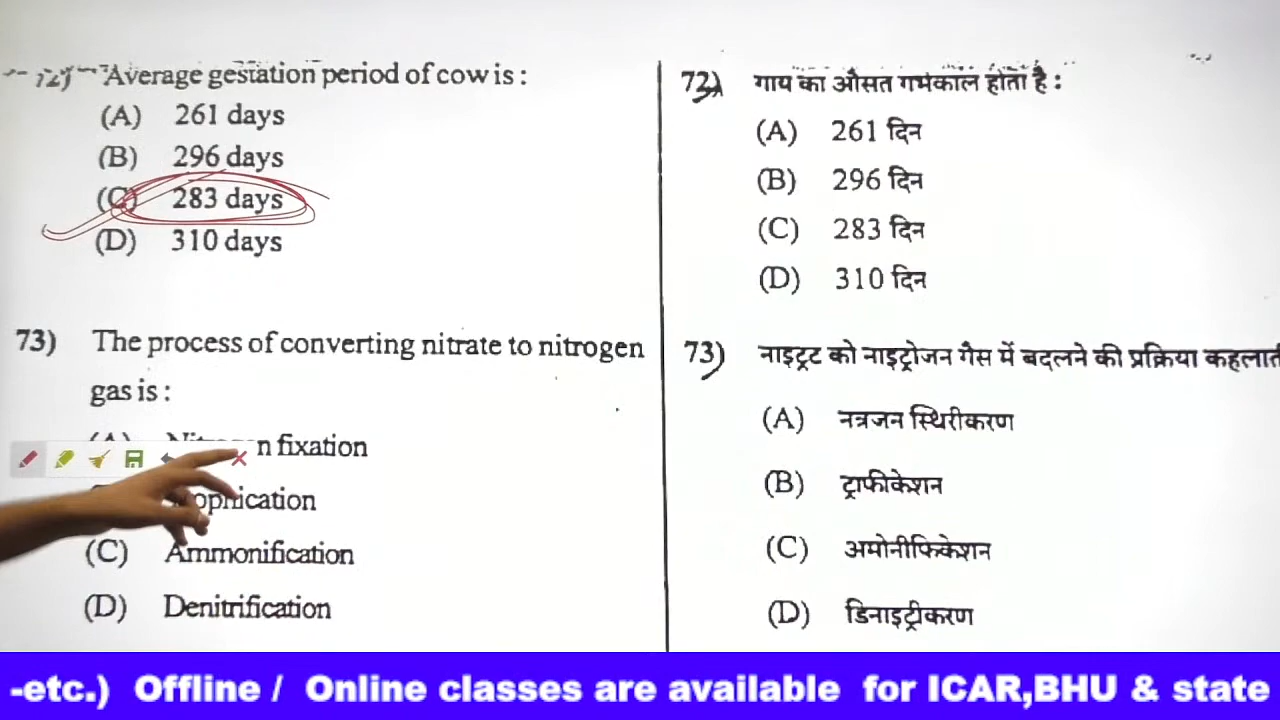 Average gestation period of cow is :
(A) 261 days
(B) 296 days
(C) 283 days
(D) 310 days
73) The process of converting nitrate to nitrogen
gas is :
n fixation
(C) Ammonification
(D) Denitrification
72) गाय का औसत गर्भकाल होता है :
(A) 261 दिन
(B) 296 दिन
(C) 283 दिन
(D) 310 दिन
73) नाइट्रट को नाइट्रोजन गैस में बदलने की प्रक्रिया कहलाती
(A) नत्रजन स्थिरीकरण
(B) ट्राफीकेशन
(C) अमोनीफिकेशन
(D) डिनाइट्रीकरण
-etc.) Offline / Online classes are available for ICAR,BHU & state